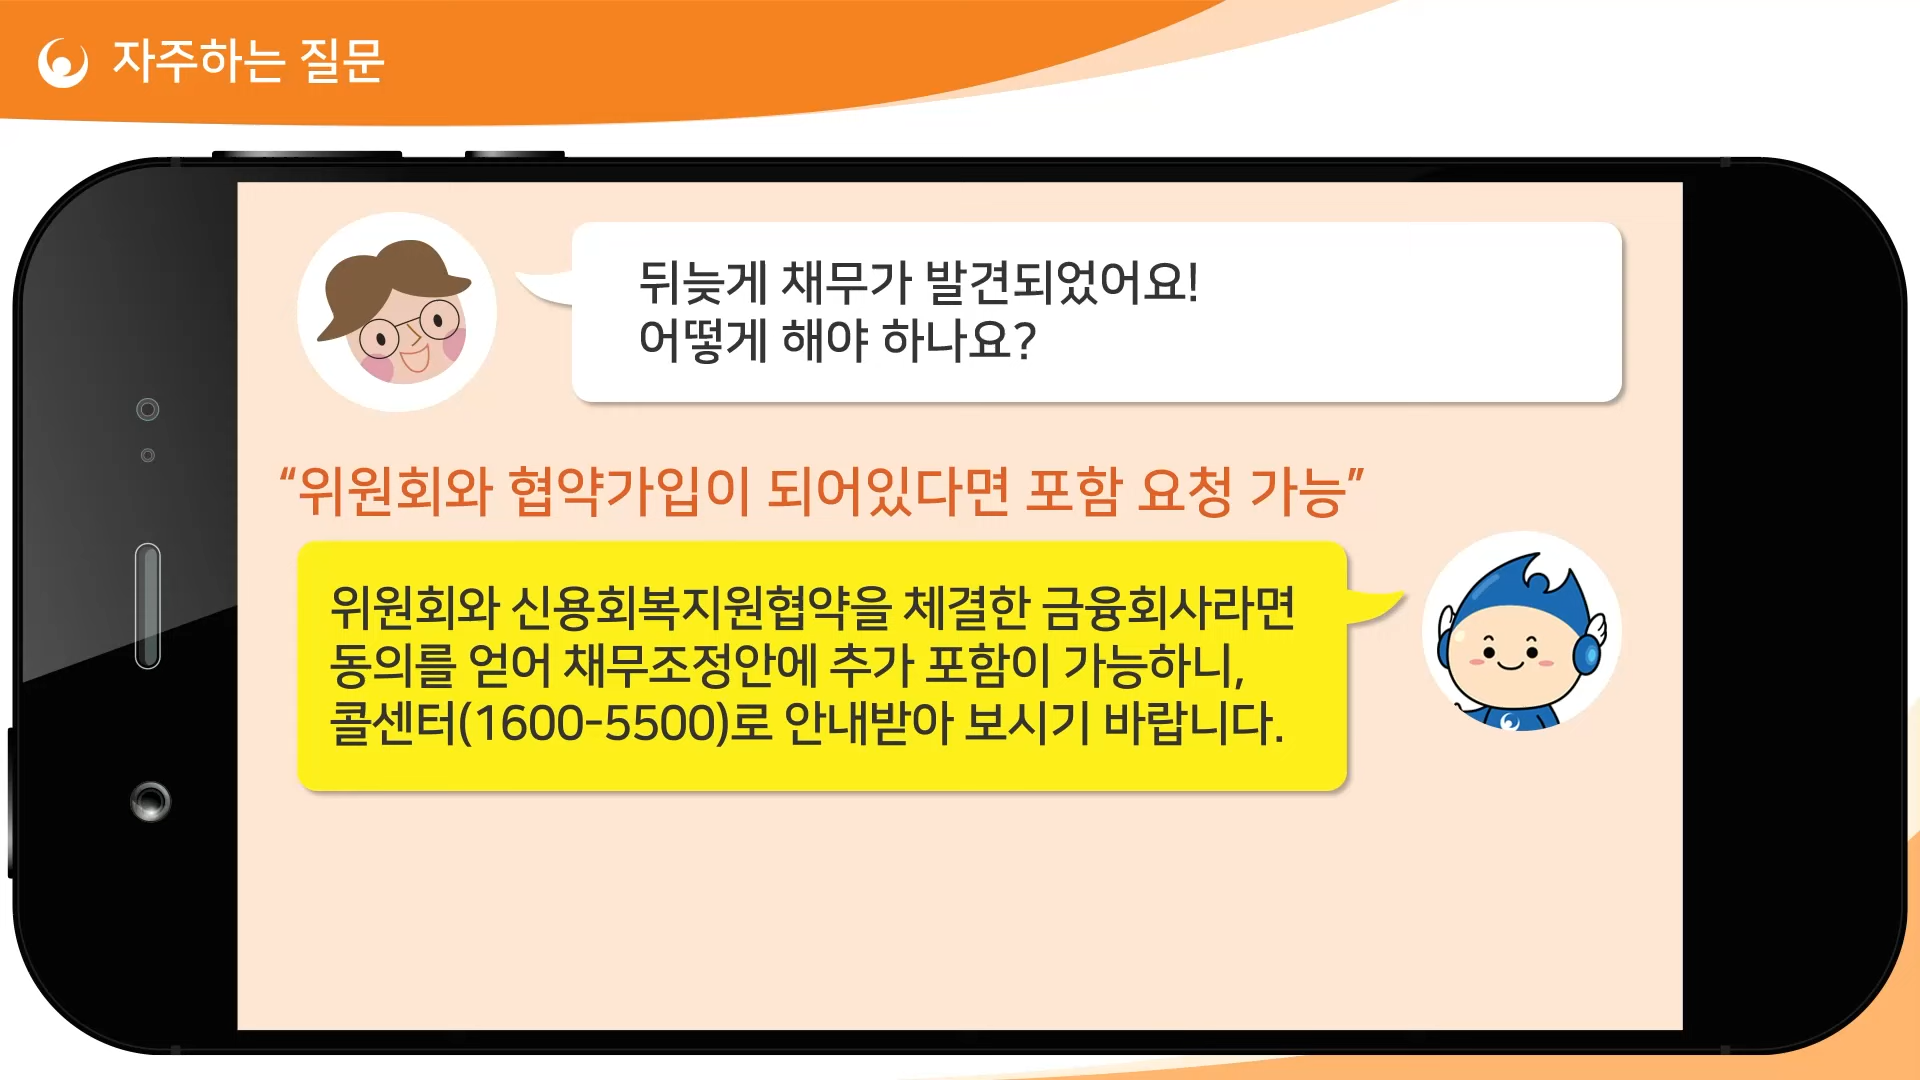 자주하는 질문
뒤늦게 채무가 발견되었어요!
어떻게 해야 하나요?
“위원회와 협약가입이 되어있다면 포함 요청 가능”
위원회와 신용회복지원협약을 체결한 금융회사라면
동의를 얻어 채무조정안에 추가 포함이 가능하니,
콜센터(1600-5500)로 안내받아 보시기 바랍니다.